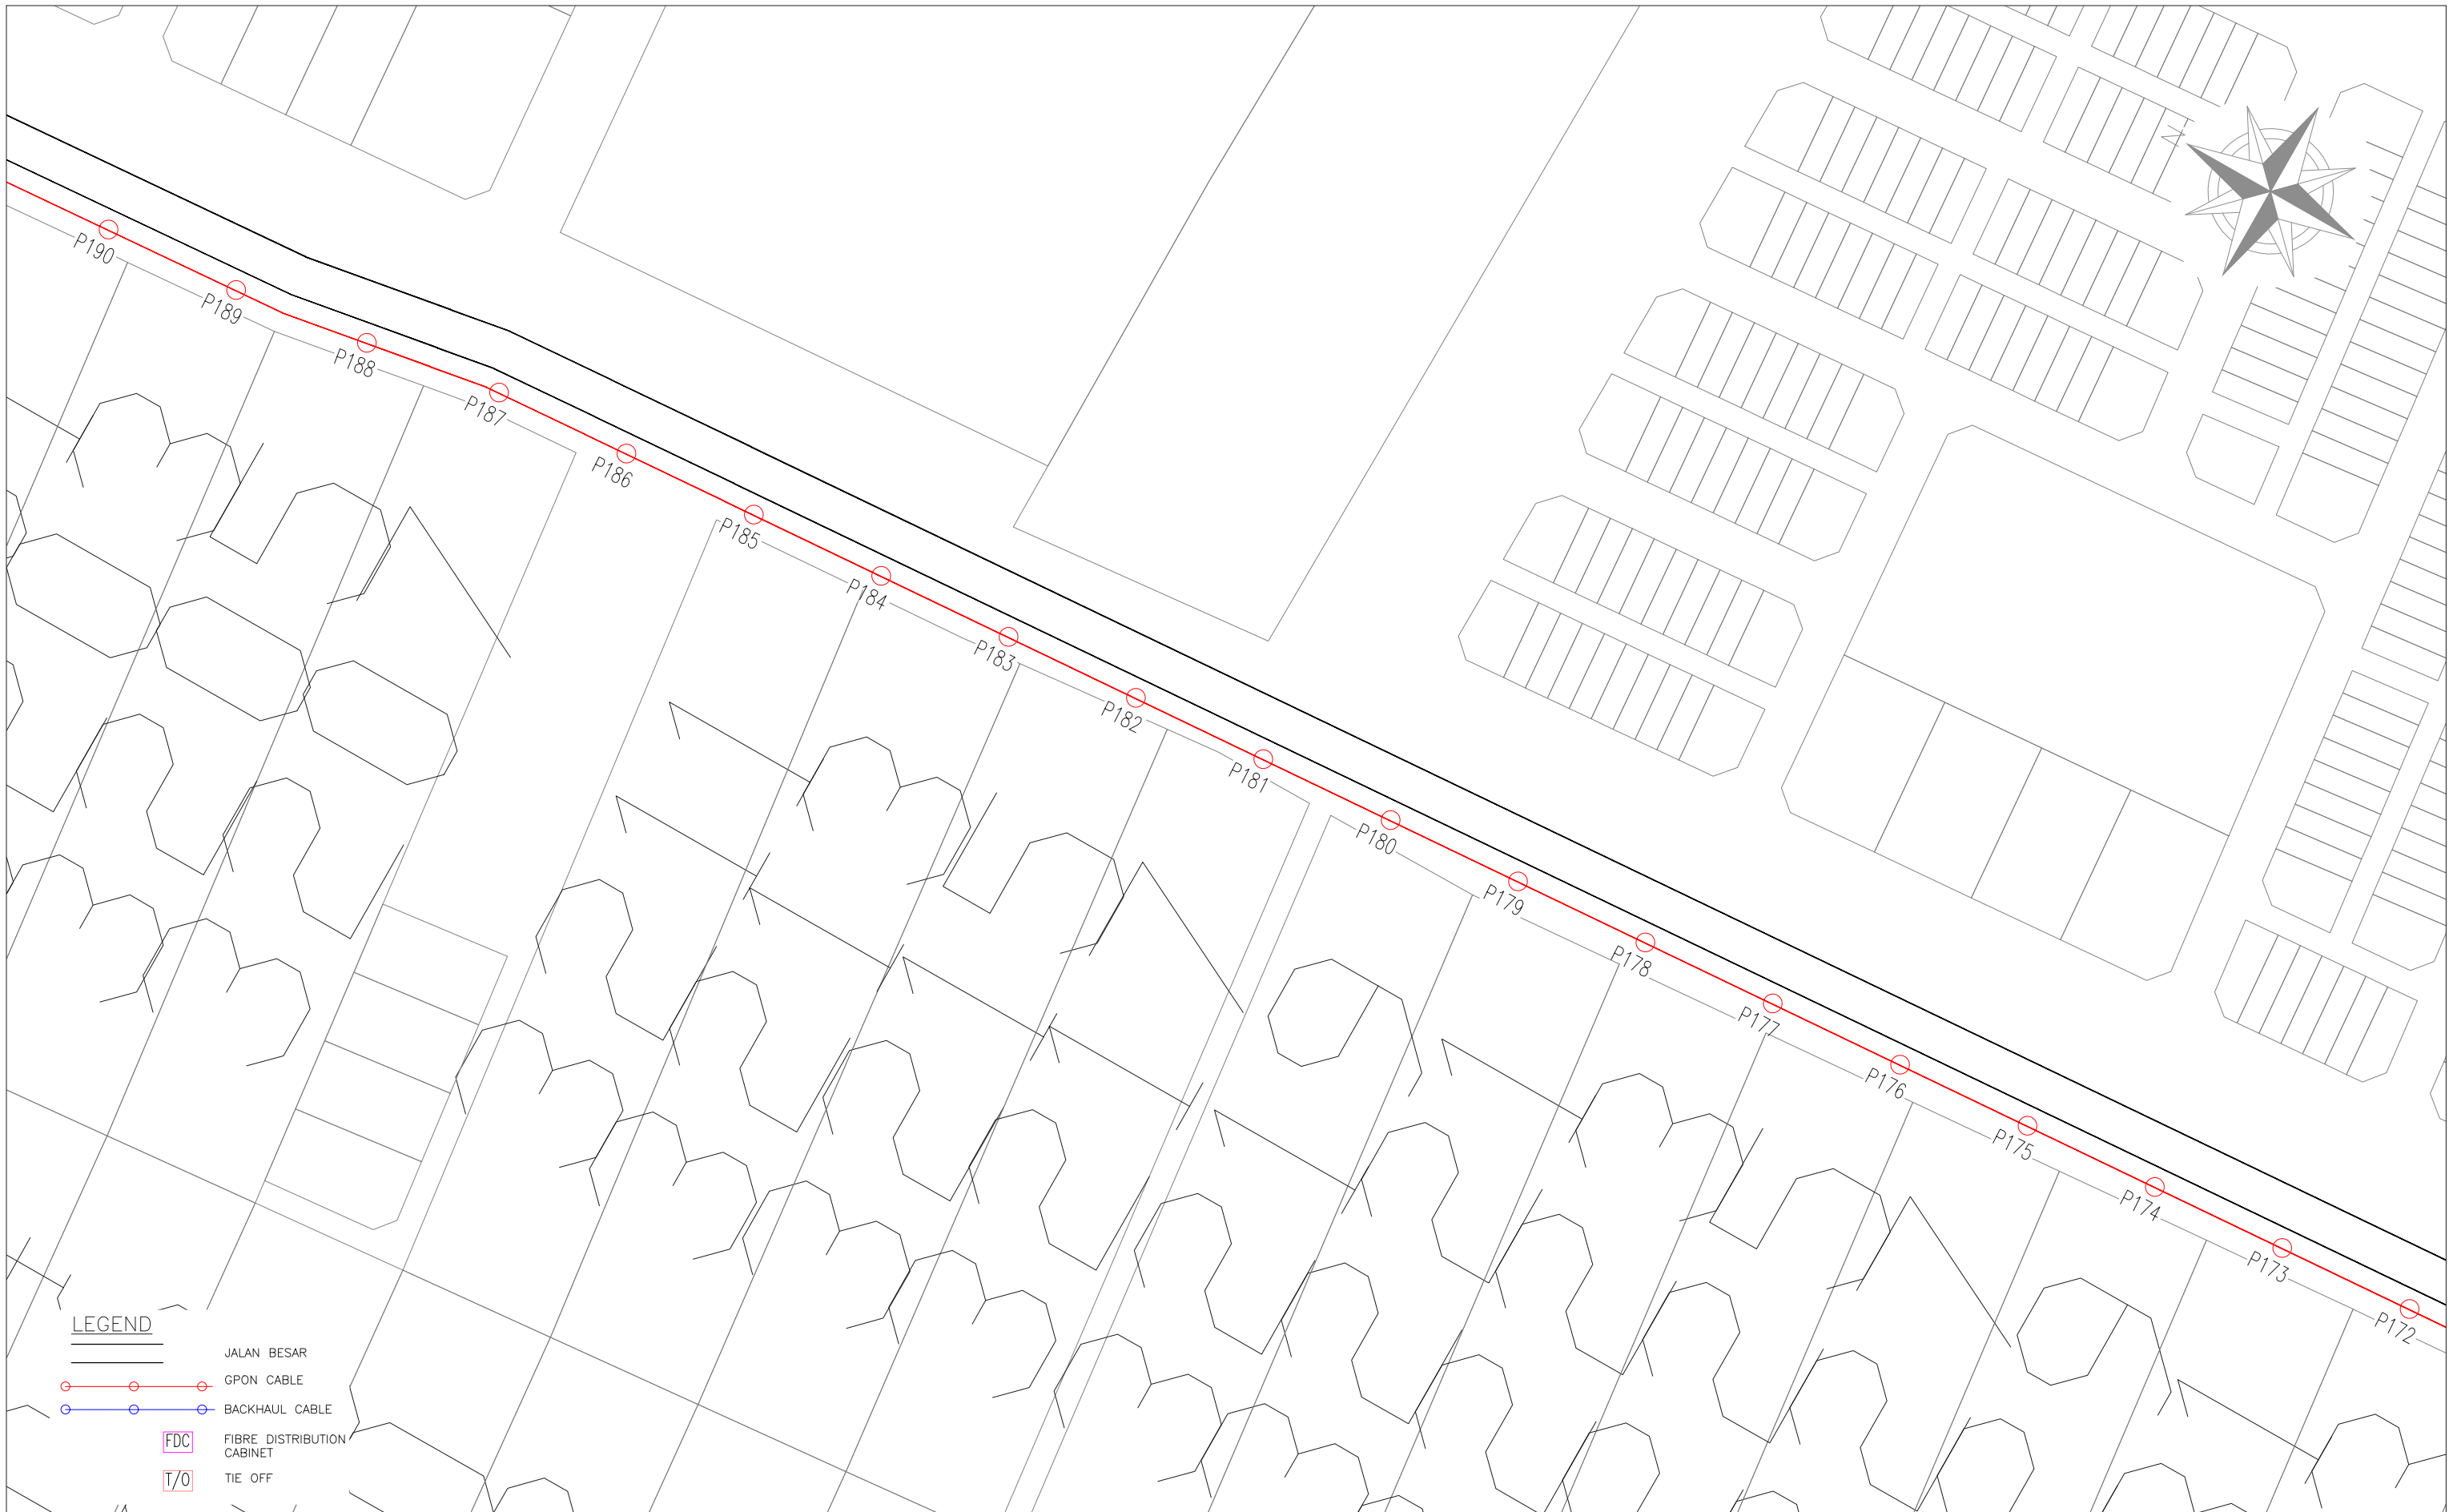 N
P190
P189
P188
P187
P186
P185
P184
P183
P182
P181
P180
P179
P178
P177
P176
P175
P174
P173
P172
LEGEND
JALAN BESAR
GPON CABLE
BACKHAUL CABLE
FDC FIBRE DISTRIBUTION
CABINET
T/O TIE OFF